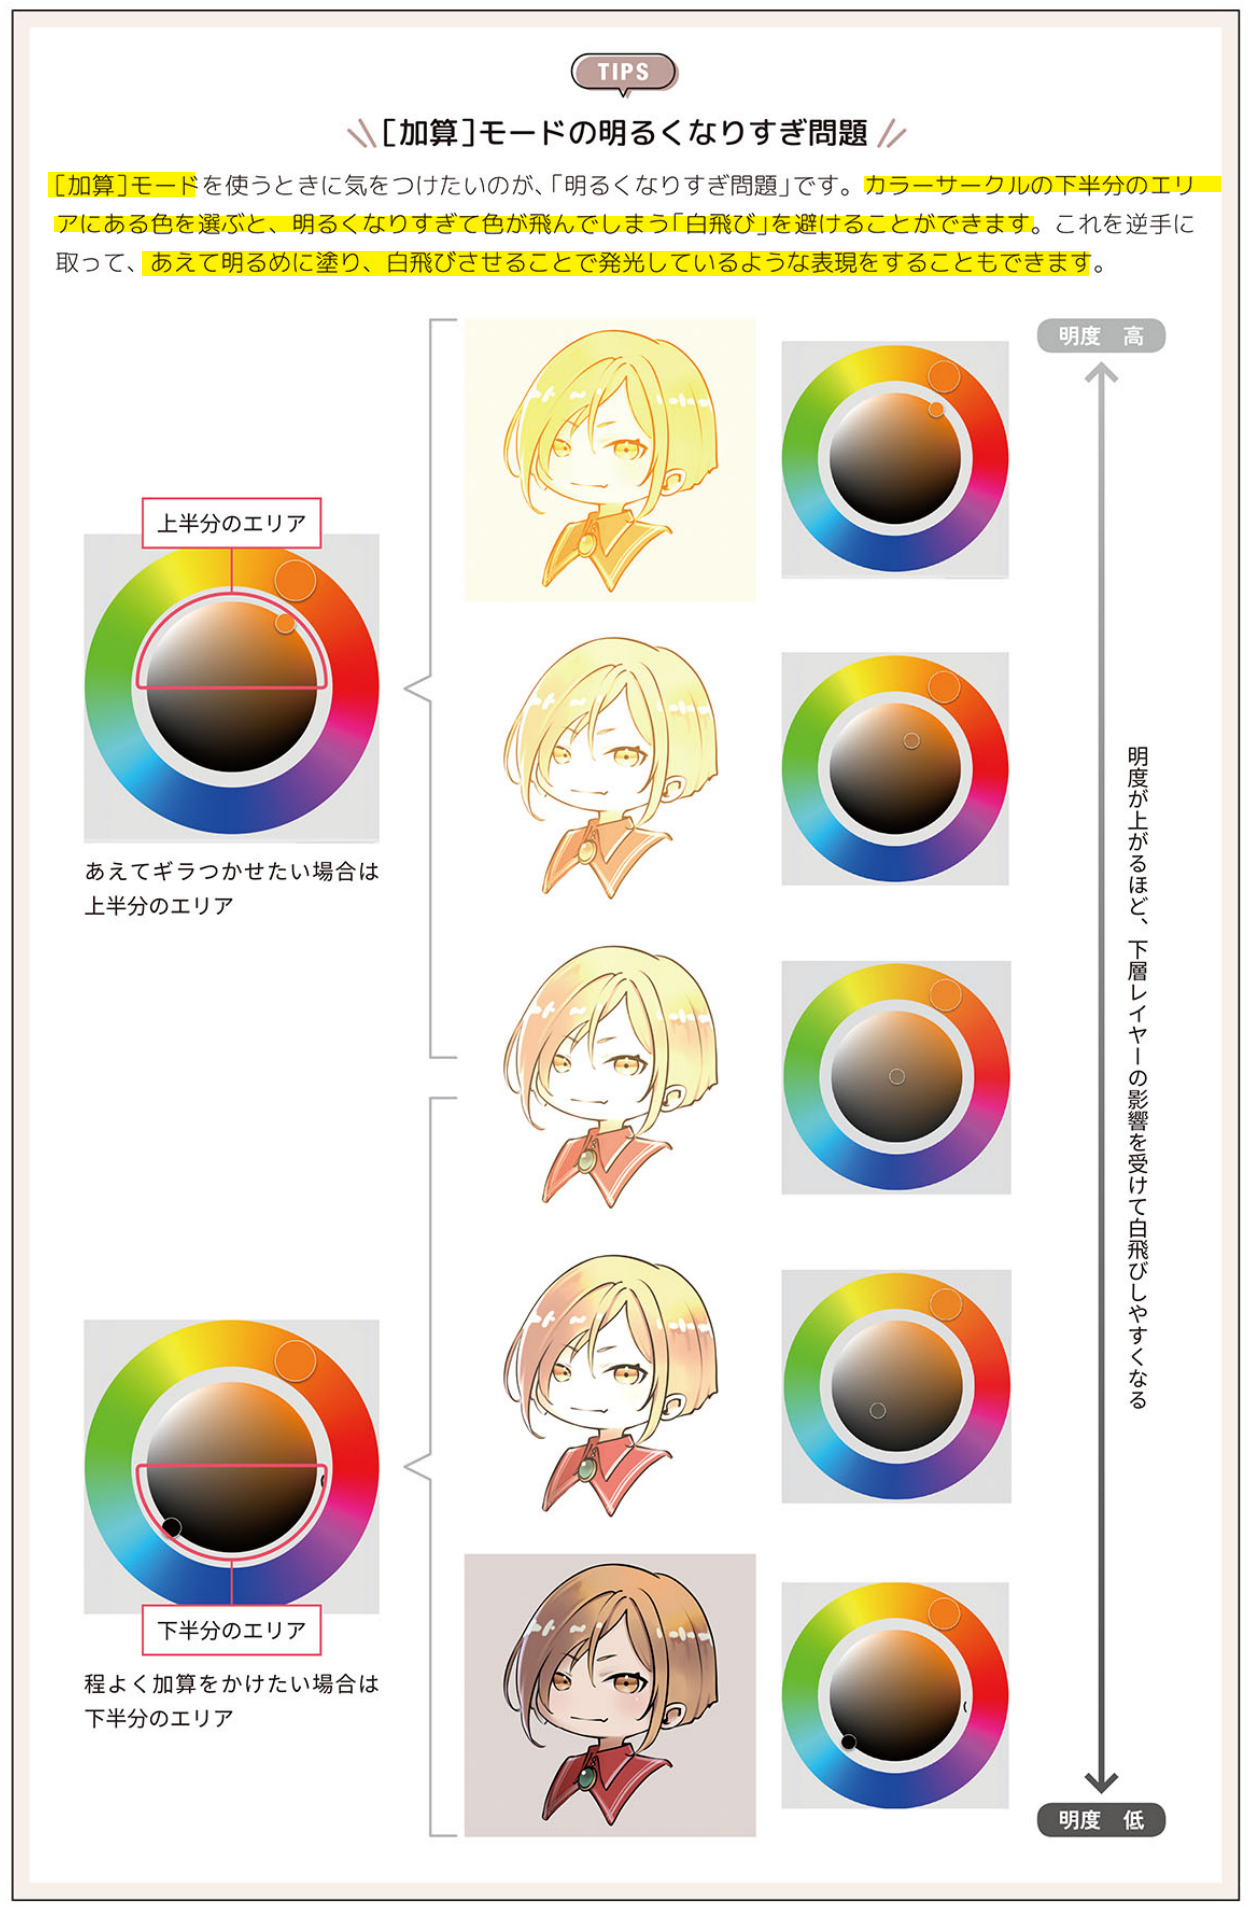 TIPS
［加算］モードの明るくなりすぎ問題
［加算］モードを使うときに気をつけたいのが、「明るくなりすぎ問題」です。カラーサークルの下半分のエリ
アにある色を選ぶと、明るくなりすぎて色が飛んでしまう「白飛び」を避けることができます。これを逆手に
取って、あえて明るめに塗り、白飛びさせることで発光しているような表現をすることもできます。
明度 高
上半分のエリア
あえてギラつかせたい場合は
上半分のエリア
明度が上がるほど、下層レイヤーの影響を受けて白飛びしやすくなる
下半分のエリア
程よく加算をかけたい場合は
下半分のエリア
明度 低